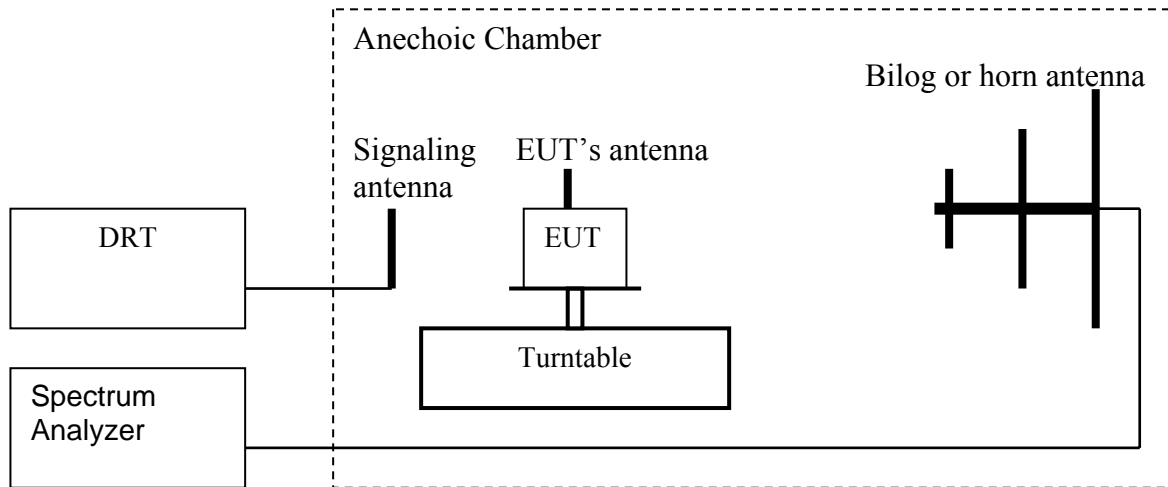 Anechoic Chamber
Bilog or horn antenna
Signaling
antenna
EUT’s antenna
DRT
EUT
Turntable
Spectrum
Analyzer